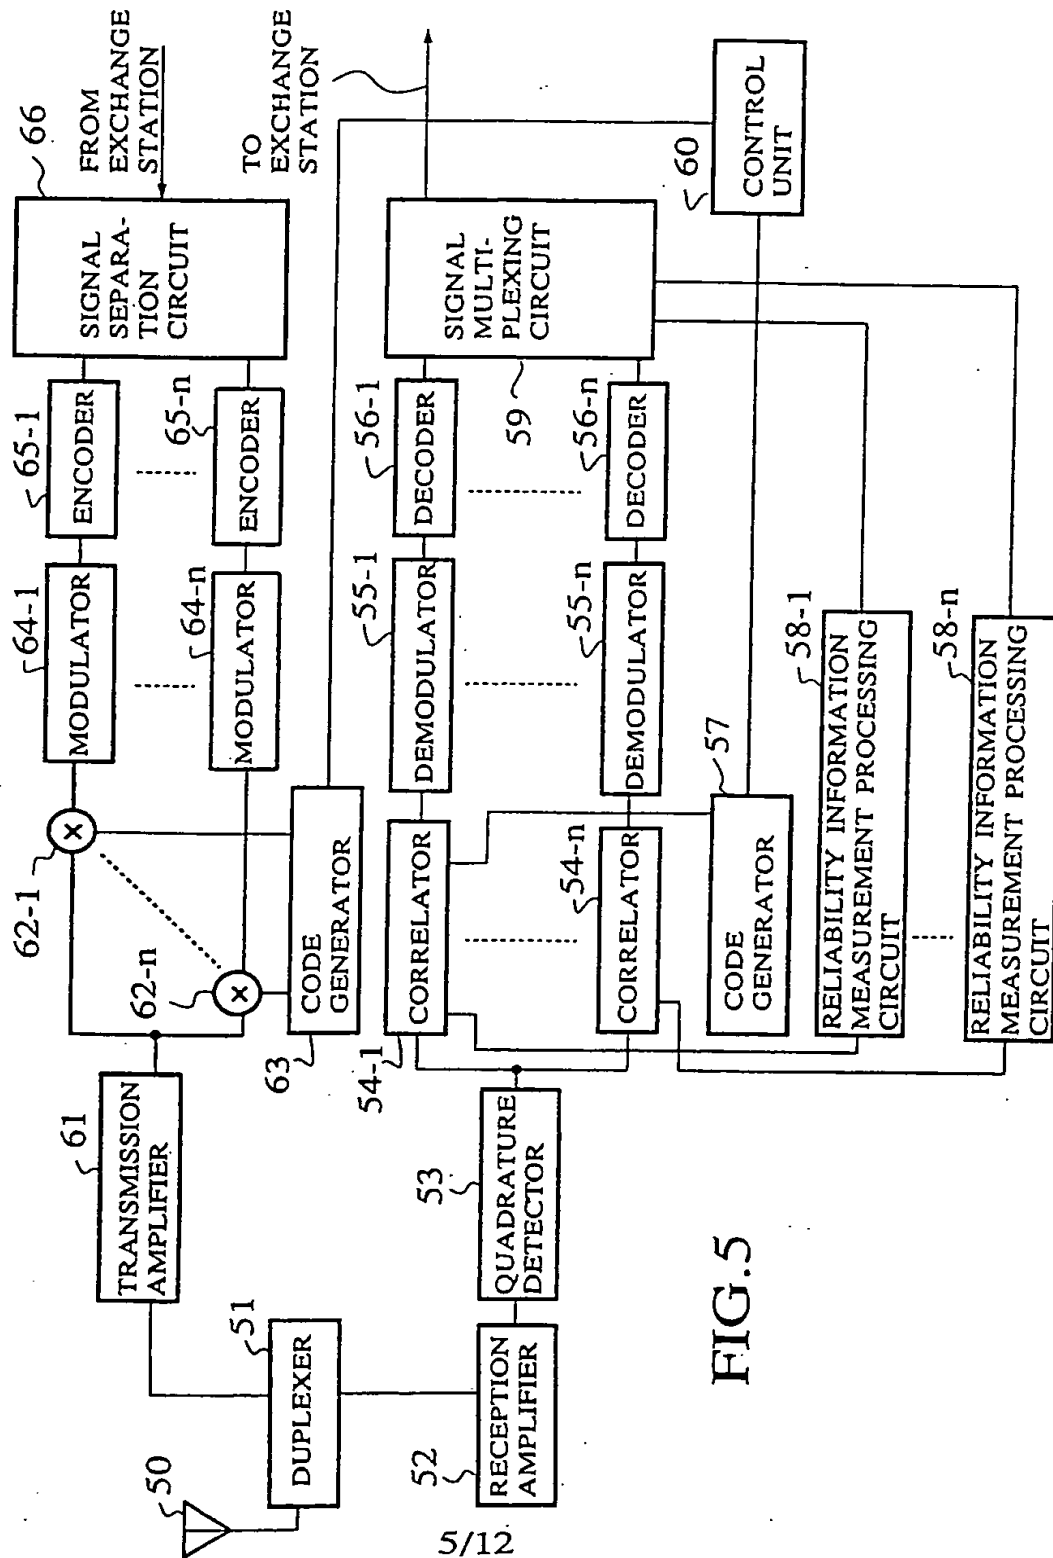 50
DUPLEXER
51
TRANSMISSION
AMPLIFIER
61
62-1
X
62-n
X
MODULATOR
64-1
MODULATOR
64-n
ENCODER
65-1
ENCODER
65-n
SIGNAL
SEPARA-
TION
CIRCUIT
66
FROM
EXCHANGE
STATION
TO
EXCHANGE
STATION
CODE
GENERATOR
63
RECEPTION
AMPLIFIER
52
QUADRATURE
DETECTOR
53
CORRELATOR
54-1
CORRELATOR
54-n
DEMODULATOR
55-1
DEMODULATOR
55-n
DECODER
56-1
DECODER
56-n
SIGNAL
MULTI-
PLEXING
CIRCUIT
59
CODE
GENERATOR
57
CONTROL
UNIT
60
RELIABILITY INFORMATION
MEASUREMENT PROCESSING
CIRCUIT
58-1
RELIABILITY INFORMATION
MEASUREMENT PROCESSING
CIRCUIT
58-n
FIG.5
5/12